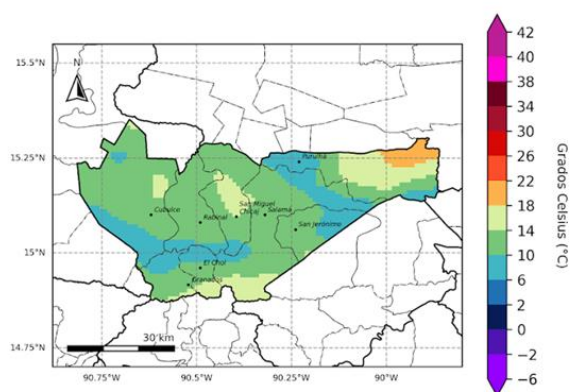 15.5°N
15.25°N
15°N
14.75°N
90.75°W
90.5°W
90.25°W
90°W
N
30 km
Purulhá
Cubulco
Rabinal
San Miguel
Chicaj
Salamá
San Jerónimo
El Chol
Granados
42
40
38
34
30
26
22
18
14
10
6
2
0
−2
−6
Grados Celsius (°C)